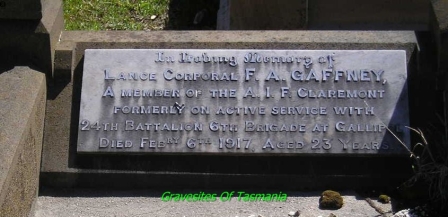 In Loving Memory of
Lance Corporal F. A. Gaffney,
A member of the A. I. F. Claremont
formerly on active service with
24th Battalion 6th Brigade at Gallipoli
Died Feby 6th 1917, Aged 23 Years
Gravesites Of Tasmania